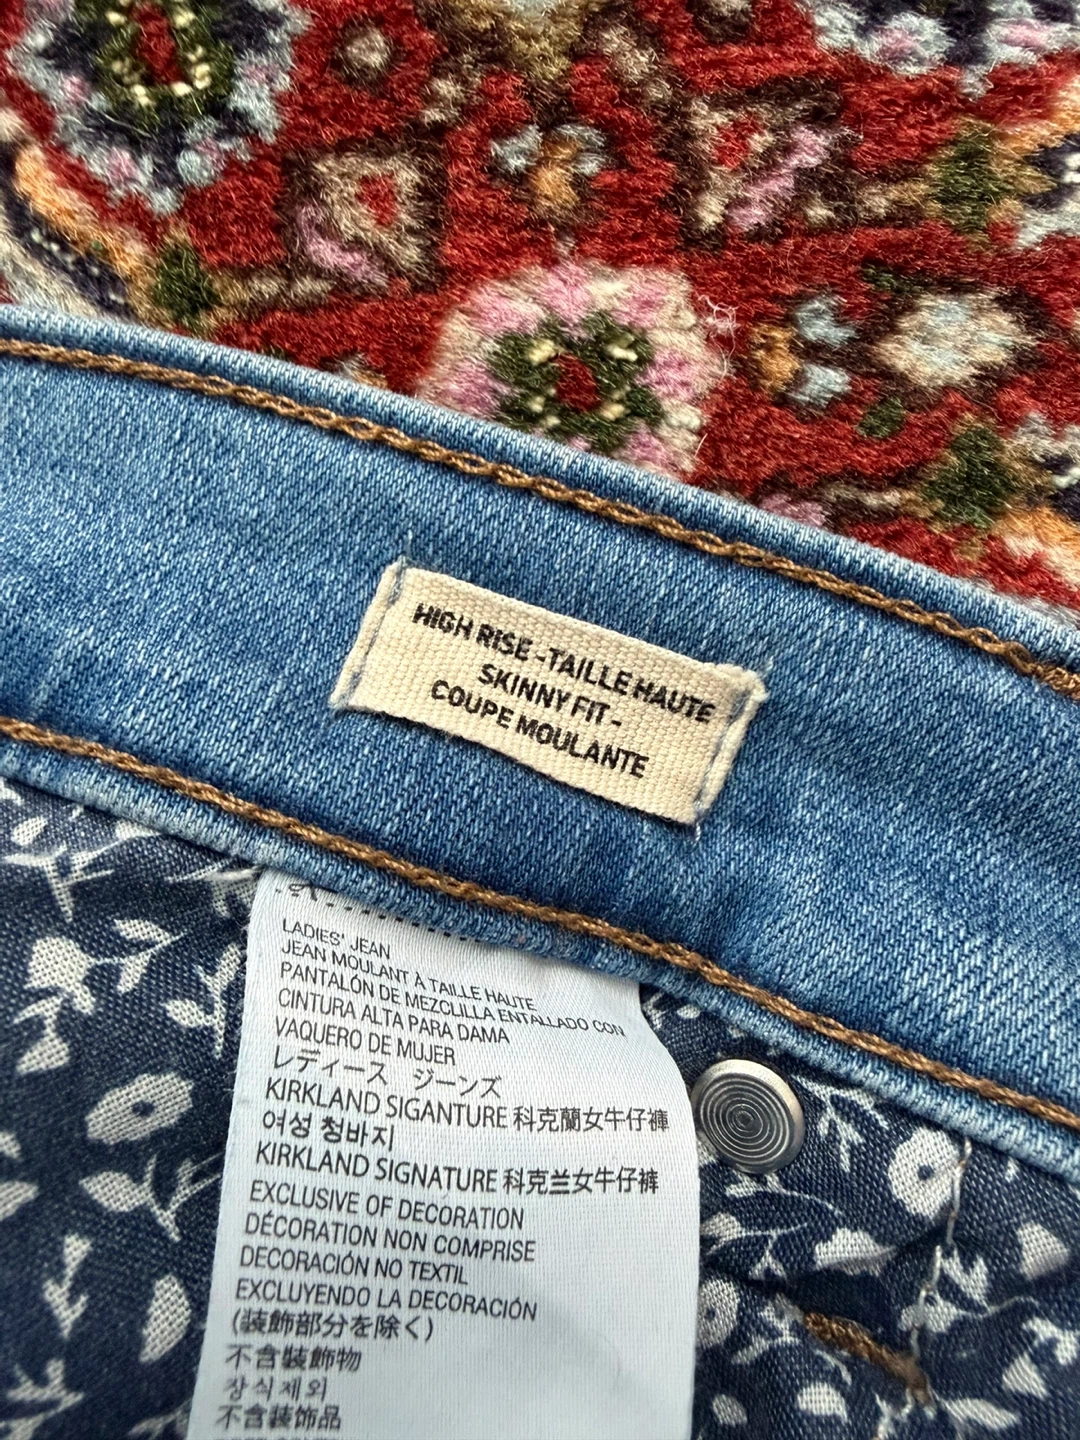 HIGH RISE -TAILLE HAUTE
SKINNY FIT -
COUPE MOULANTE
LADIES' JEAN
JEAN MOULANT À TAILLE HAUTE
PANTALÓN DE MEZCLILLA ENTALLADO CON
CINTURA ALTA PARA DAMA
VAQUERO DE MUJER
レディース ジーンズ
KIRKLAND SIGANTURE 科克蘭女牛仔褲
여성 청바지
KIRKLAND SIGNATURE 科克兰女牛仔裤
EXCLUSIVE OF DECORATION
DÉCORATION NON COMPRISE
DECORACIÓN NO TEXTIL
EXCLUYENDO LA DECORACIÓN
(装飾部分を除く)
不含裝飾物
장식제외
不含装饰品